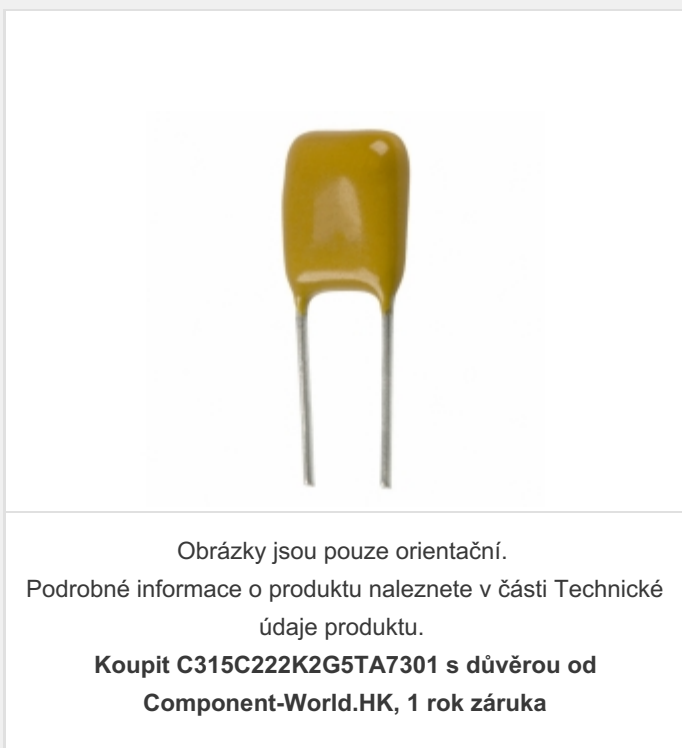 Obrázky jsou pouze orientační.
Podrobné informace o produktu naleznete v části Technické
údaje produktu.
Koupit C315C222K2G5TA7301 s důvěrou od
Component-World.HK, 1 rok záruka